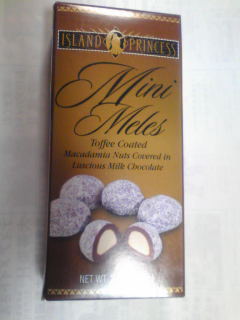 ISLAND PRINCESS
Mini
Meles
Toffee Coated
Macadamia Nuts Covered in
Luscious Milk Chocolate
NET WT